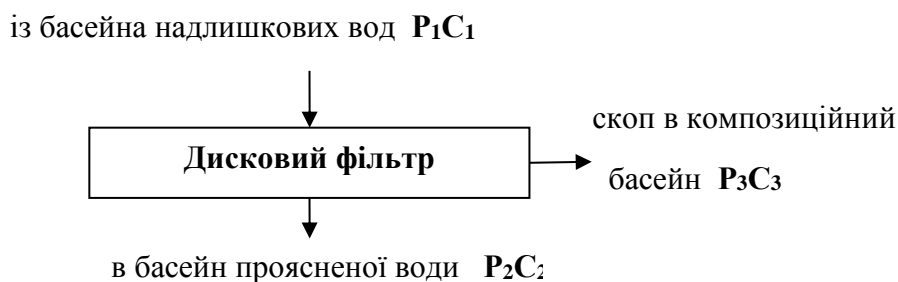 із басейна надлишкових вод P₁C₁
скоп в композиційний
Дисковий фільтр
басейн P₃C₃
в басейн проясненої води P₂C₂